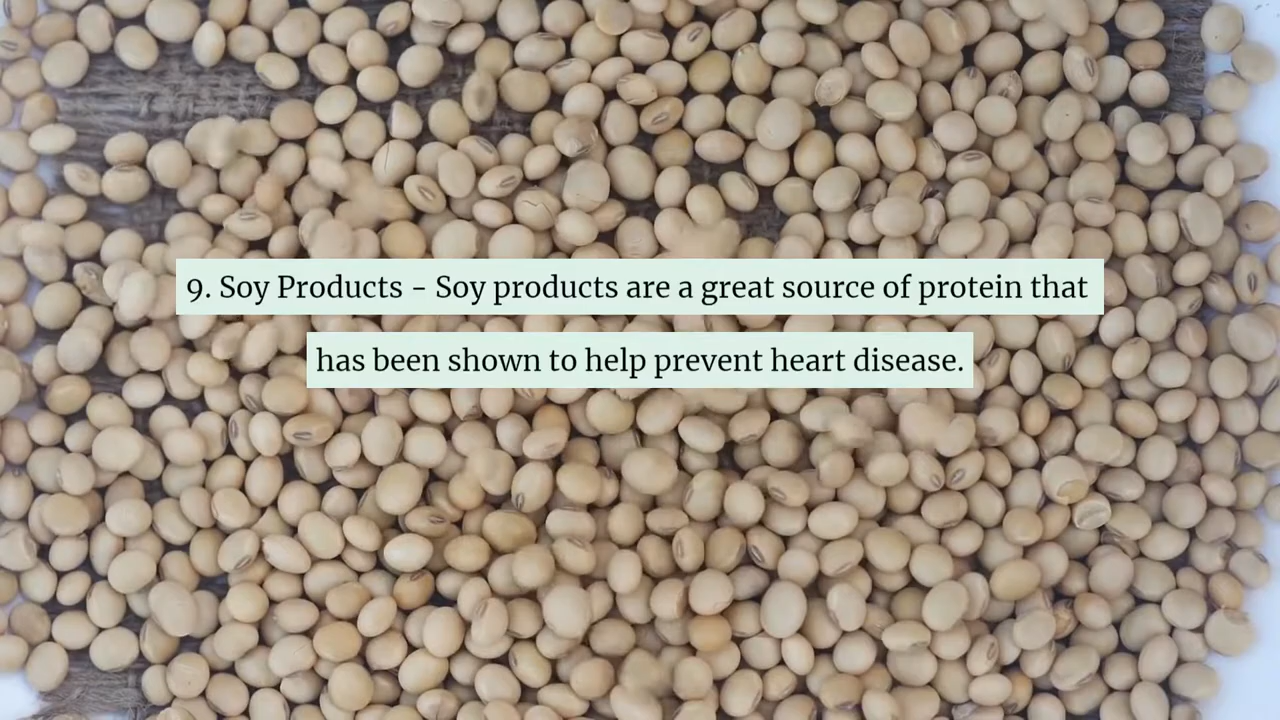 9. Soy Products - Soy products are a great source of protein that
has been shown to help prevent heart disease.